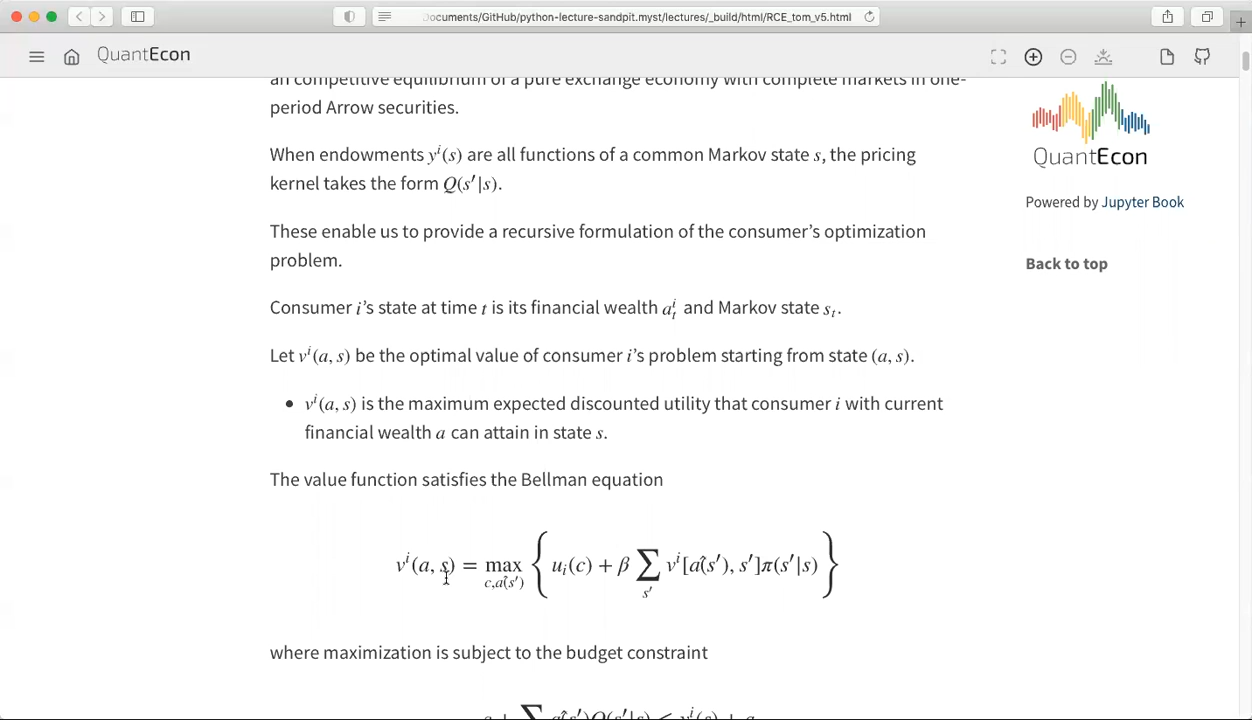 Documents/GitHub/python-lecture-sandpit.myst/lectures/_build/html/RCE_tom_v5.html
QuantEcon
an competitive equilibrium of a pure exchange economy with complete markets in one-
period Arrow securities.
When endowments yⁱ(s) are all functions of a common Markov state s, the pricing
kernel takes the form Q(s′|s).
These enable us to provide a recursive formulation of the consumer’s optimization
problem.
Consumer i’s state at time t is its financial wealth aⁱₜ and Markov state sₜ.
Let vⁱ(a, s) be the optimal value of consumer i’s problem starting from state (a, s).
• vⁱ(a, s) is the maximum expected discounted utility that consumer i with current
financial wealth a can attain in state s.
The value function satisfies the Bellman equation
vⁱ(a, s) = max_{c,â(s′)} { uᵢ(c) + β ∑_{s′} vⁱ[â(s′), s′]π(s′|s) }
where maximization is subject to the budget constraint
c + ∑ â(s′)Q(s′|s) ≤ yⁱ(s) + a
QuantEcon
Powered by Jupyter Book
Back to top